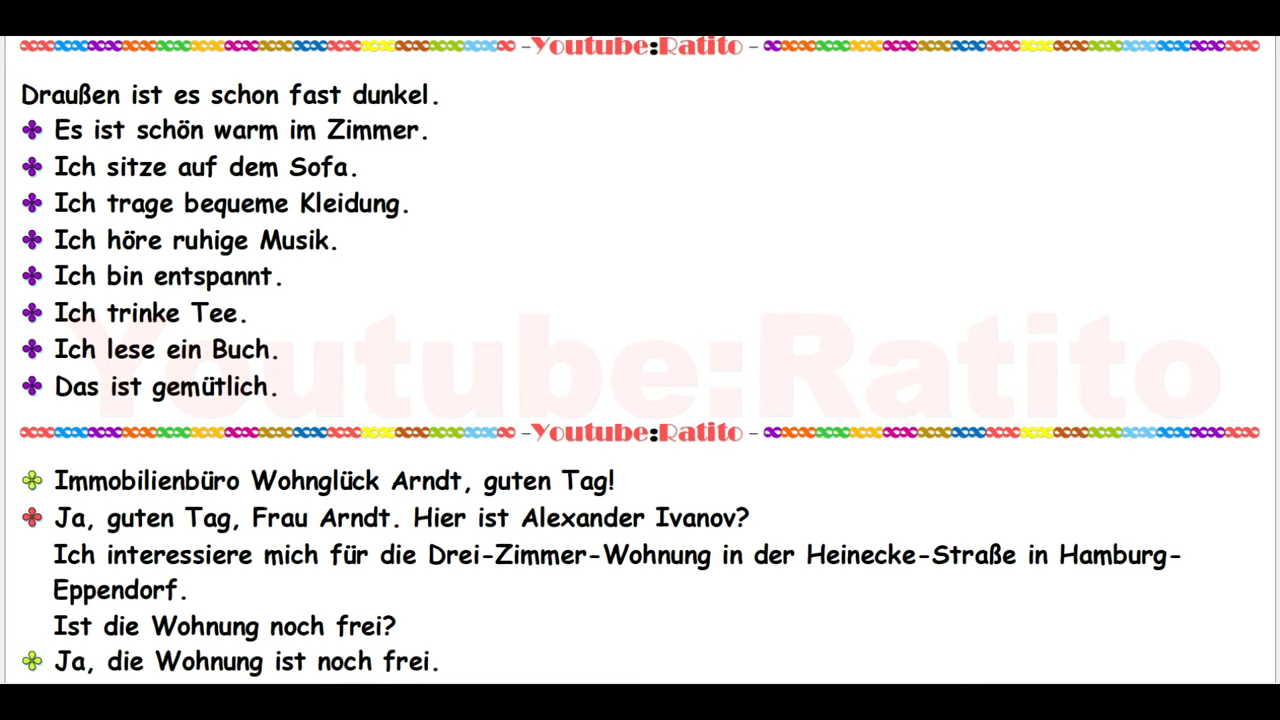 -Youtube:Ratito -
Draußen ist es schon fast dunkel.
Es ist schön warm im Zimmer.
Ich sitze auf dem Sofa.
Ich trage bequeme Kleidung.
Ich höre ruhige Musik.
Ich bin entspannt.
Ich trinke Tee.
Ich lese ein Buch.
Das ist gemütlich.
Youtube:Ratito
-Youtube:Ratito -
Immobilienbüro Wohnglück Arndt, guten Tag!
Ja, guten Tag, Frau Arndt. Hier ist Alexander Ivanov?
Ich interessiere mich für die Drei-Zimmer-Wohnung in der Heinecke-Straße in Hamburg-
Eppendorf.
Ist die Wohnung noch frei?
Ja, die Wohnung ist noch frei.